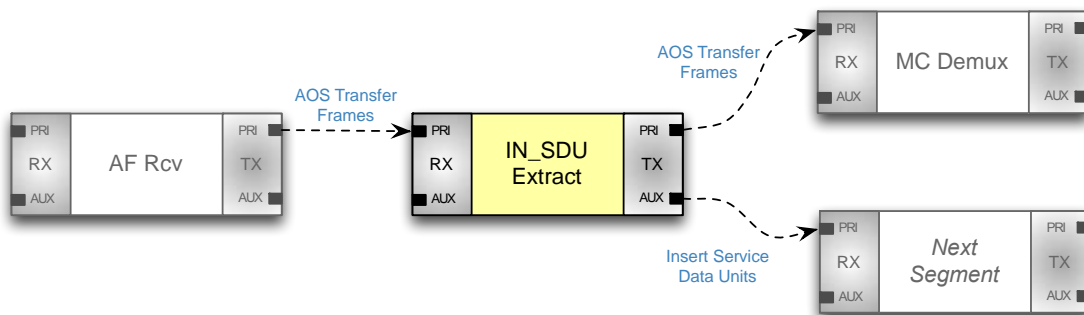 AOS Transfer
Frames
PRI
RX
AUX
AF Rcv
PRI
TX
AUX
PRI
RX
AUX
IN_SDU
Extract
PRI
TX
AUX
AOS Transfer
Frames
PRI
RX
AUX
MC Demux
PRI
TX
AUX
Insert Service
Data Units
PRI
RX
AUX
Next
Segment
PRI
TX
AUX